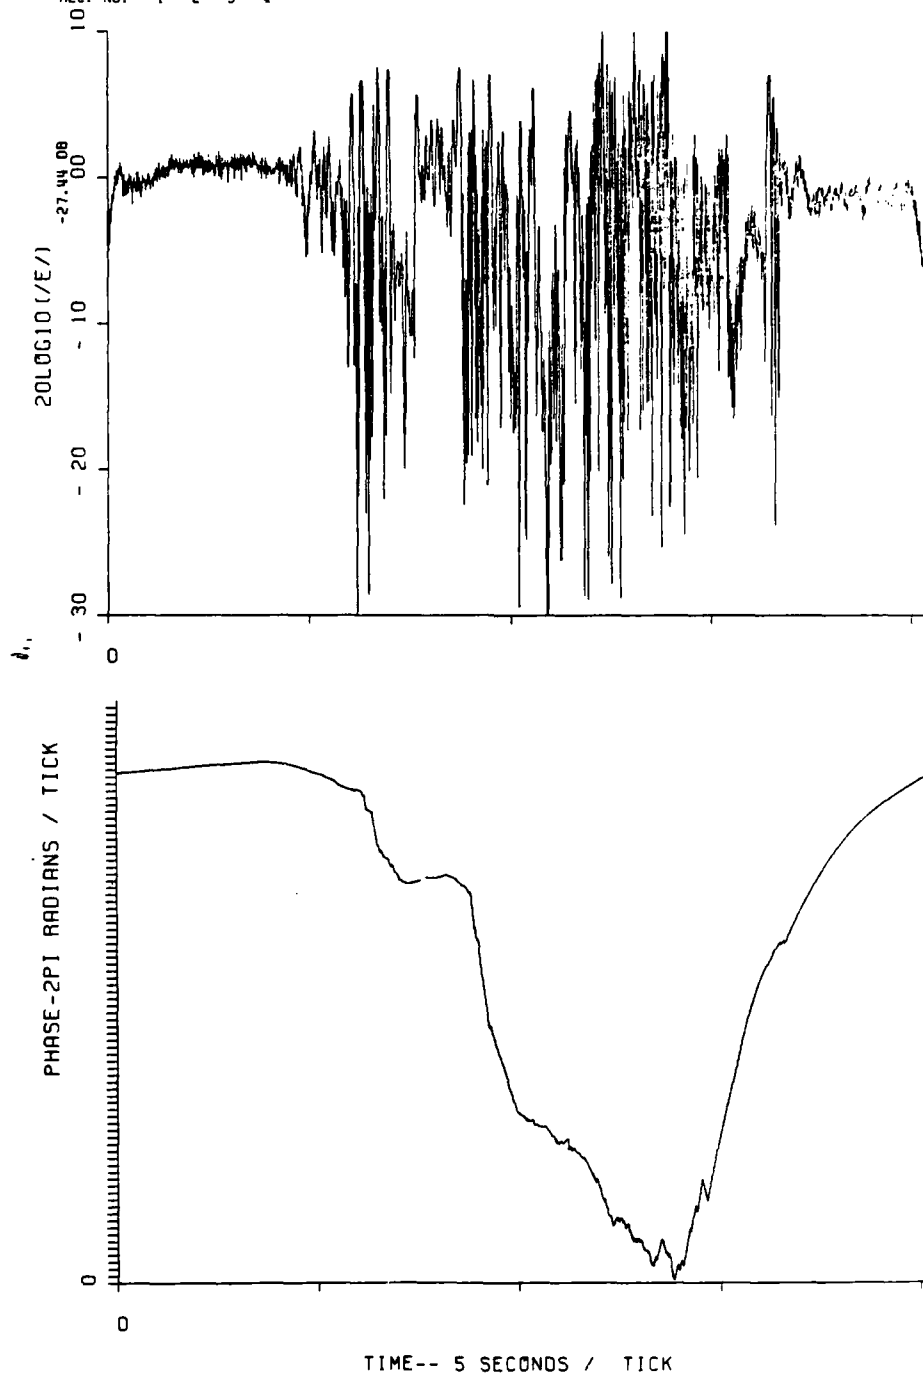 10
00
-27.44 DB
- 10
- 20
- 30
20LOG10(/E/)
0
PHASE-2PI RADIANS / TICK
0
0
TIME-- 5 SECONDS / TICK